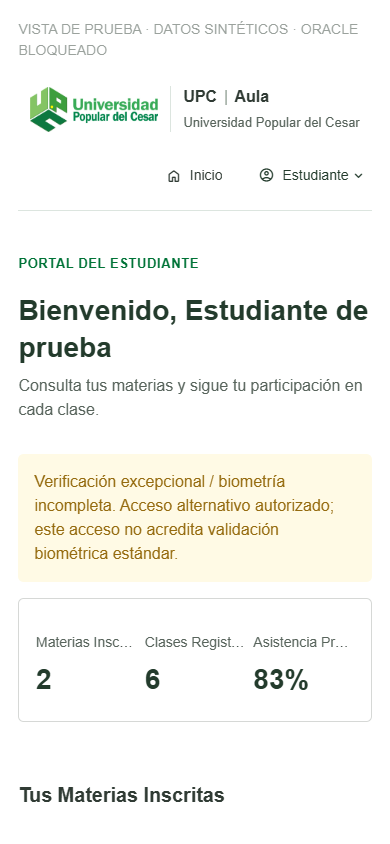 VISTA DE PRUEBA · DATOS SINTÉTICOS · ORACLE
BLOQUEADO
Universidad
Popular del Cesar
UPC | Aula
Universidad Popular del Cesar
Inicio
Estudiante
PORTAL DEL ESTUDIANTE
Bienvenido, Estudiante de
prueba
Consulta tus materias y sigue tu participación en
cada clase.
Verificación excepcional / biometría
incompleta. Acceso alternativo autorizado;
este acceso no acredita validación
biométrica estándar.
Materias Insc... Clases Regist... Asistencia Pr...
2 6 83%
Tus Materias Inscritas